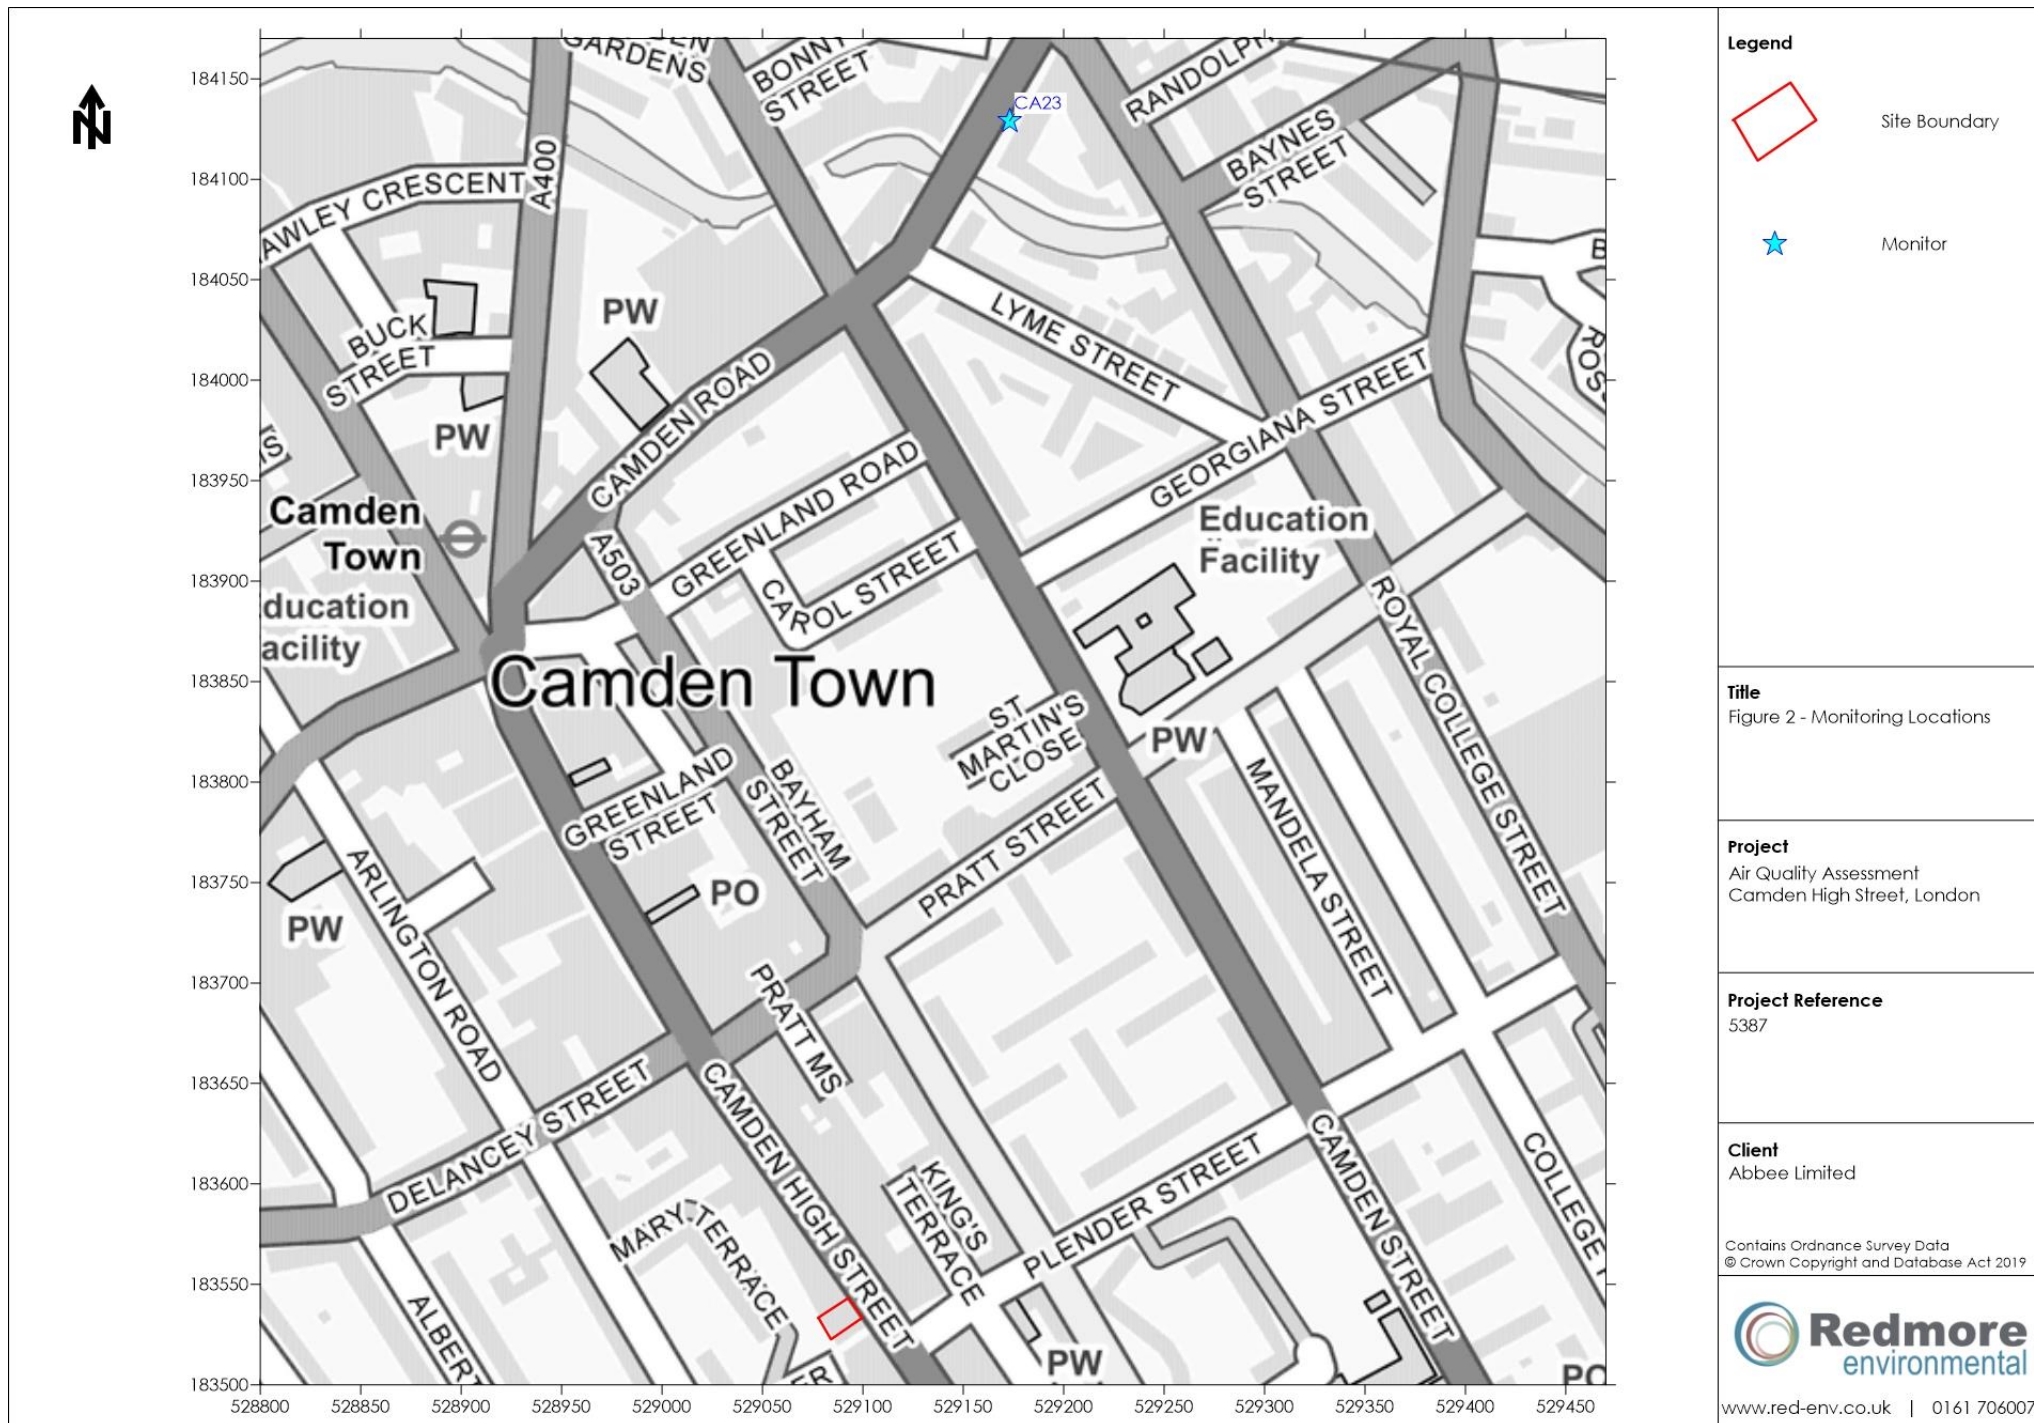 GARDENS
BONNY
STREET
RANDOLPH
CA23
A400
BAYNES
STREET
AWLEY CRESCENT
BUCK
STREET
PW
PW
CAMDEN ROAD
LYME STREET
GEORGIANA STREET
GREENLAND ROAD
CAROL STREET
A503
Camden
Town
ducation
acility
Education
Facility
Camden Town
ST
MARTIN'S
CLOSE
PW
ROYAL COLLEGE STREET
MANDELA STREET
GREENLAND
STREET
BAYHAM
STREET
PRATT STREET
PO
PW
ARLINGTON ROAD
PRATT MS
DELANCEY STREET
CAMDEN HIGH STREET
MARY TERRACE
KING'S
TERRACE
PLENDER STREET
CAMDEN STREET
COLLEGE
ALBERT
PW
PO
184150
184100
184050
184000
183950
183900
183850
183800
183750
183700
183650
183600
183550
183500
528800 528850 528900 528950 529000 529050 529100 529150 529200 529250 529300 529350 529400 529450
Legend
Site Boundary
Monitor
Title
Figure 2 - Monitoring Locations
Project
Air Quality Assessment
Camden High Street, London
Project Reference
5387
Client
Abbee Limited
Contains Ordnance Survey Data
© Crown Copyright and Database Act 2019
Redmore
environmental
www.red-env.co.uk | 0161 706007